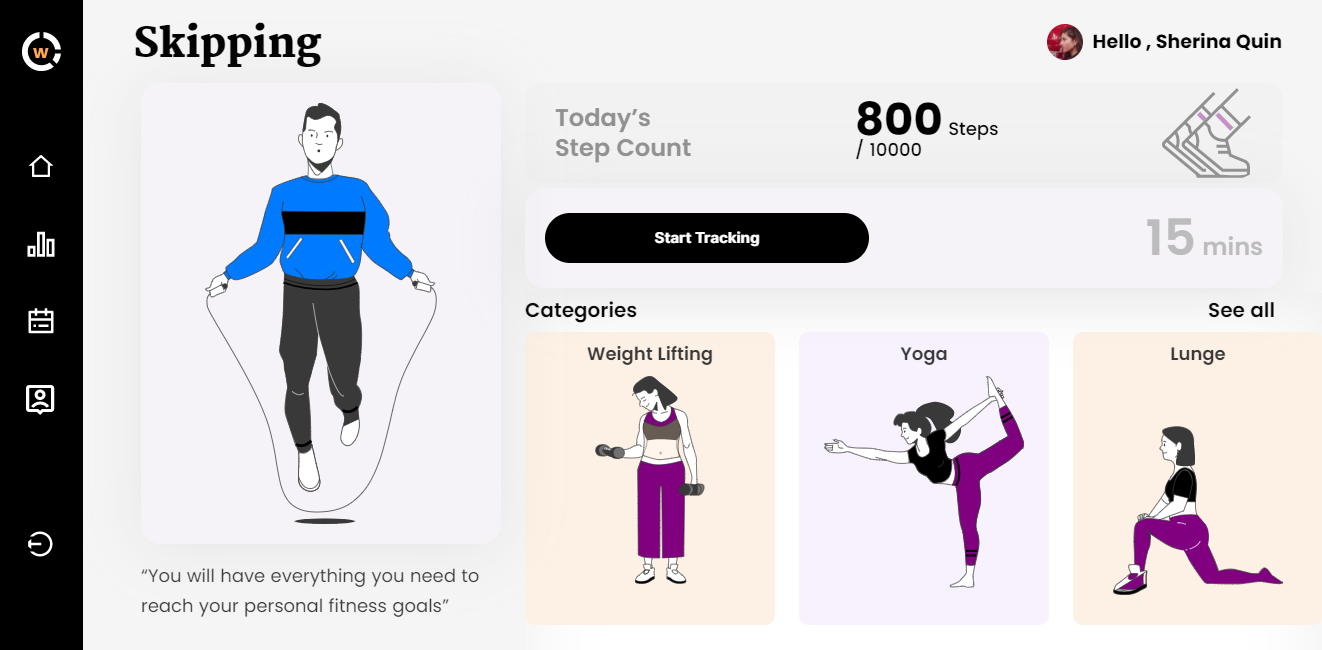 w
Skipping
Hello , Sherina Quin
Today’s
Step Count
800 Steps
/ 10000
Start Tracking
15 mins
Categories
See all
Weight Lifting
Yoga
Lunge
“You will have everything you need to
reach your personal fitness goals”